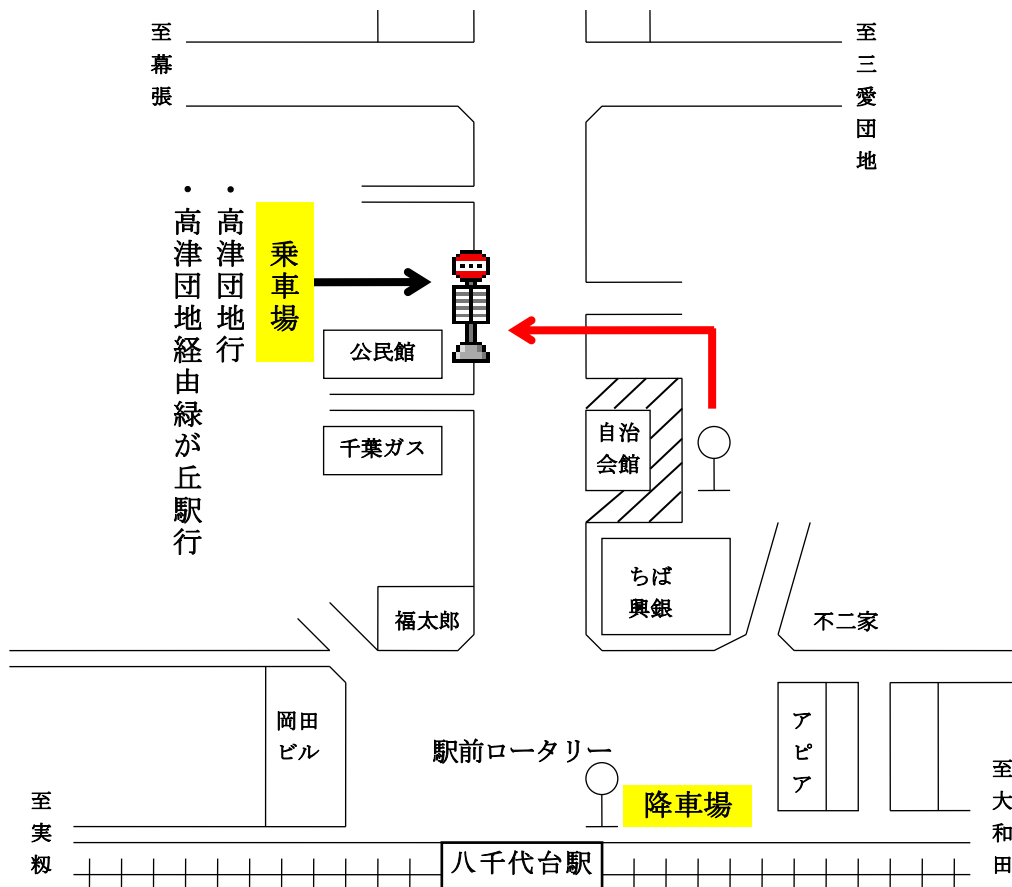 至幕張
至三愛団地
乗車場
・高津団地行
・高津団地経由緑が丘駅行
公民館
千葉ガス
自治
会館
ちば
興銀
福太郎
不二家
岡田
ビル
駅前ロータリー
アピア
降車場
至実籾
至大和田
八千代台駅